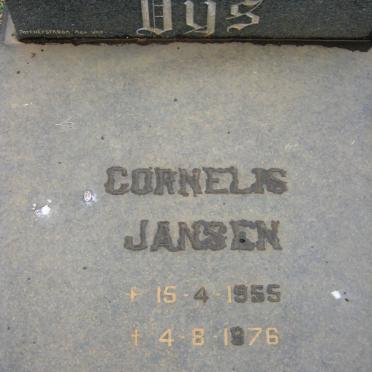 Uys
CORNELIS
JANSEN
* 15-4-1955
† 4-8-1976